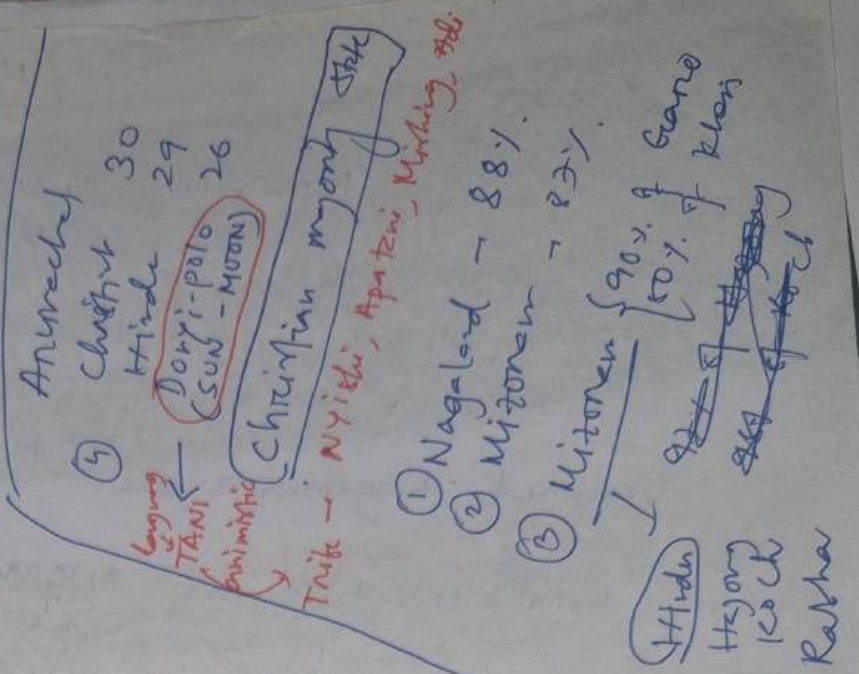 ④ Arunachal
Christian 30
Hindu 29
Donyi-polo 26
(SUN - MOON)
Language
TANI
animistic
Christian majority state
Tribe → Nyishi, Apatani, Mishing, Adi
① Nagaland → 88%
② Mizoram → 87%.
③ Mizoram { 90% of Garo
80% of Khasi
Hindu
Hajong
Koch
Rabha